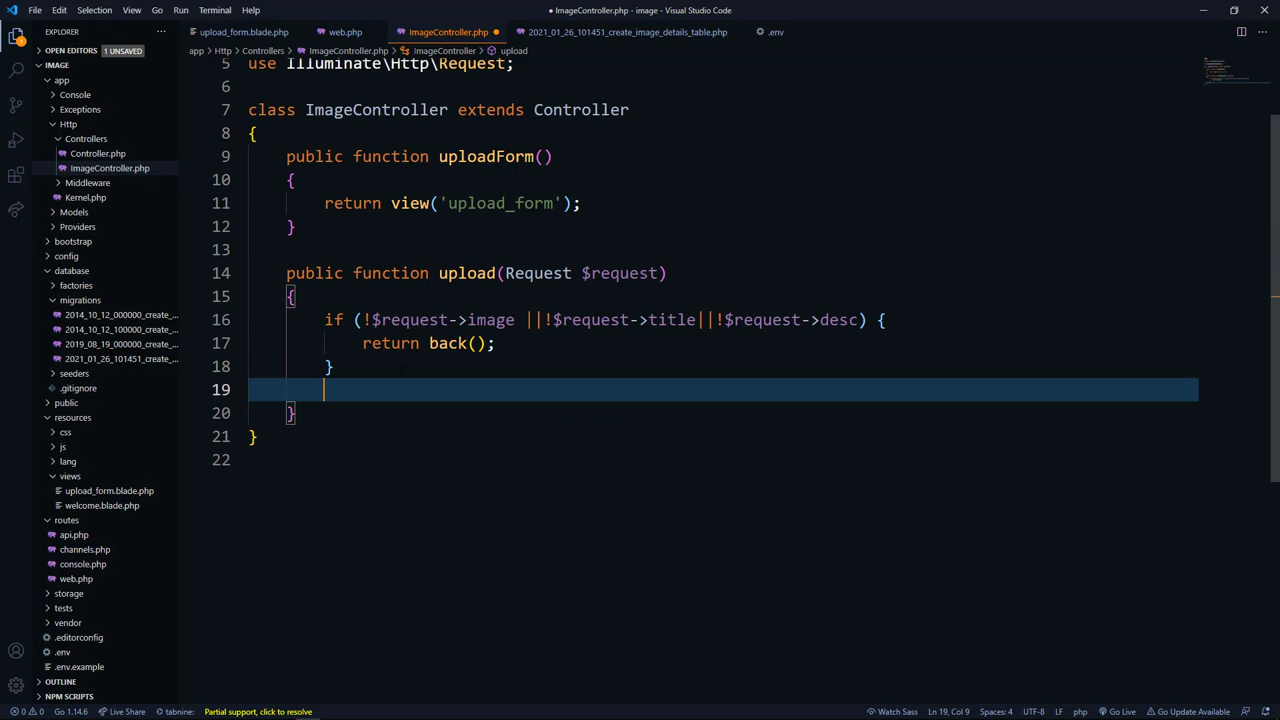 File Edit Selection View Go Run Terminal Help
● ImageController.php - image - Visual Studio Code
EXPLORER
upload_form.blade.php
web.php
ImageController.php
2021_01_26_101451_create_image_details_table.php
.env
OPEN EDITORS 1 UNSAVED
app > Http > Controllers > ImageController.php > ImageController > upload
IMAGE
app
Console
Exceptions
Http
Controllers
Controller.php
ImageController.php
Middleware
Kernel.php
Models
Providers
bootstrap
config
database
factories
migrations
2014_10_12_000000_create_...
2014_10_12_100000_create_...
2019_08_19_000000_create_...
2021_01_26_101451_create_...
seeders
.gitignore
public
resources
css
js
lang
views
upload_form.blade.php
welcome.blade.php
routes
api.php
channels.php
console.php
web.php
storage
tests
vendor
.editorconfig
.env
.env.example
OUTLINE
NPM SCRIPTS
5 use Illuminate\Http\Request;
6
7 class ImageController extends Controller
8 {
9 public function uploadForm()
10 {
11 return view('upload_form');
12 }
13
14 public function upload(Request $request)
15 {
16 if (!$request->image ||!$request->title||!$request->desc) {
17 return back();
18 }
19
20 }
21 }
22
0 0 Go 1.14.6 Live Share tabnine: Partial support, click to resolve
Watch Sass Ln 19, Col 9 Spaces: 4 UTF-8 LF php Go Live Go Update Available